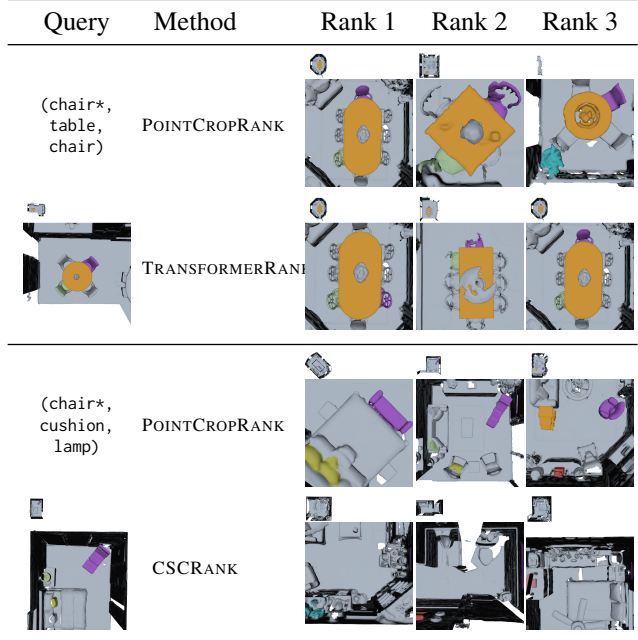 Query Method Rank 1 Rank 2 Rank 3
(chair*,
table,
chair)
POINTCROPRANK
TRANSFORMERRANK
(chair*,
cushion,
lamp)
POINTCROPRANK
CSCRANK